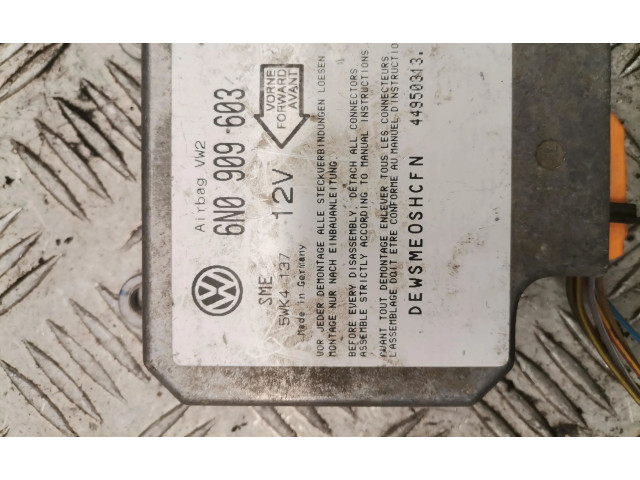 Airbag VW2
6N0 909 603
VORNE
FORWARD
AVANT
12V
SME
5WK4 137
Made in Germany
VOR JEDER DEMONTAGE ALLE STECKVERBINDUNGEN LOESEN
MONTAGE NUR NACH EINBAUANLEITUNG.
BEFORE EVERY DISASSEMBLY: DETACH ALL CONNECTORS
ASSEMBLE STRICTLY ACCORDING TO MANUAL INSTRUCTIONS
AVANT TOUT DEMONTAGE ENLEVER TOUS LES CONNECTEURS
L'ASSEMBLAGE DOIT ETRE CONFORME AU MANUEL D'INSTRUCTIO
DEWSMEOSHCFN 44950313.